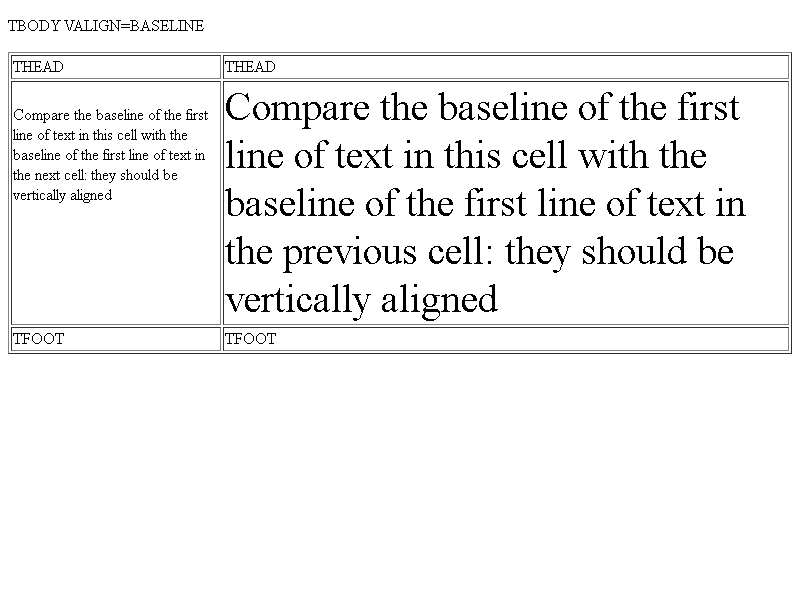 TBODY VALIGN=BASELINE
THEAD
THEAD
Compare the baseline of the first
line of text in this cell with the
baseline of the first line of text in
the next cell: they should be
vertically aligned
Compare the baseline of the first
line of text in this cell with the
baseline of the first line of text in
the previous cell: they should be
vertically aligned
TFOOT
TFOOT